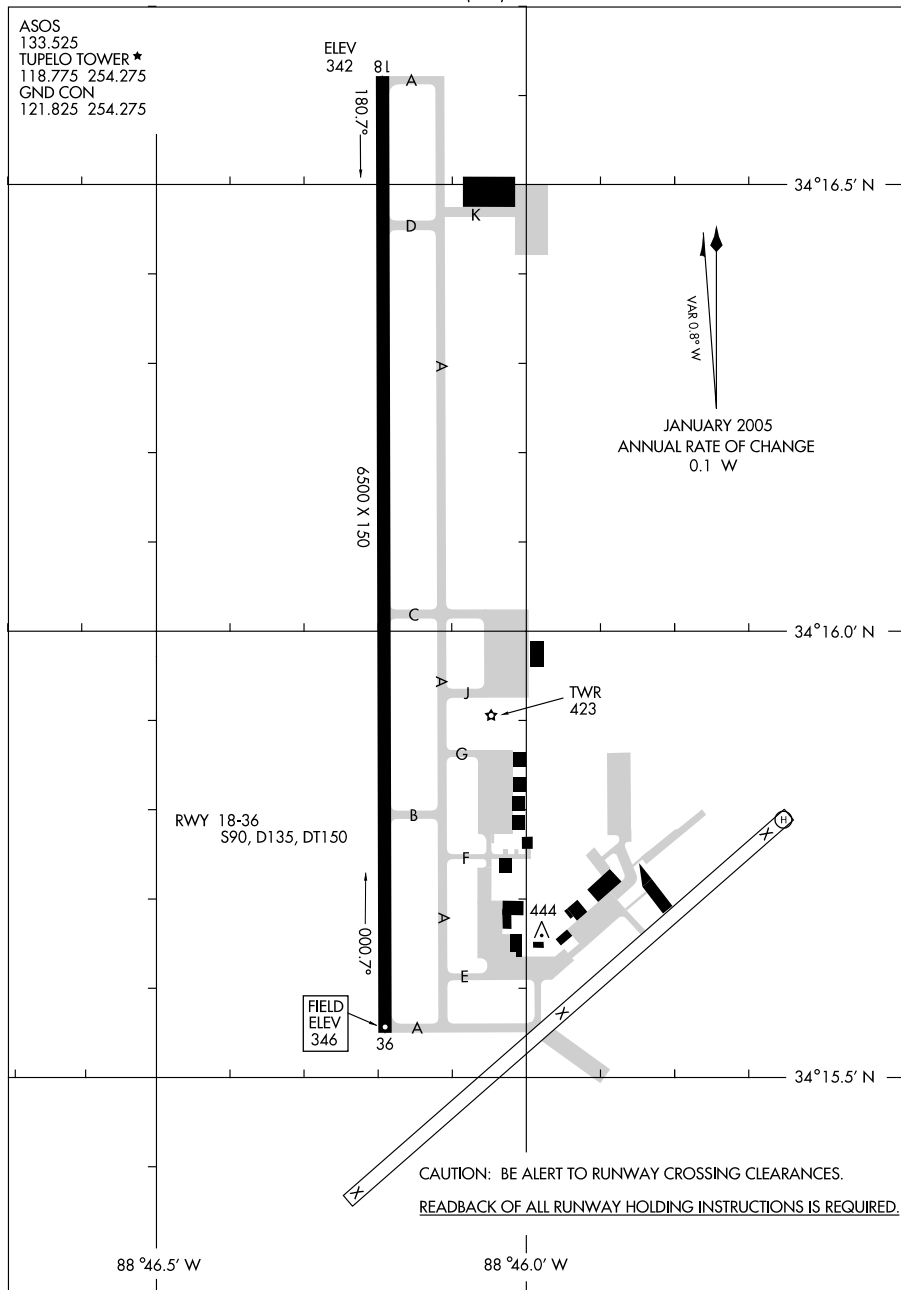 ASOS
133.525
TUPELO TOWER ★
118.775 254.275
GND CON
121.825 254.275
ELEV
342
18
A
180.7°
34°16.5' N
K
D
VAR 0.8° W
A
JANUARY 2005
ANNUAL RATE OF CHANGE
0.1 W
6500 X 150
C
34°16.0' N
A
J
TWR
423
G
RWY 18-36
S90, D135, DT150
B
H
X
F
A
444
000.7°
E
X
FIELD
ELEV
346
A
36
34°15.5' N
CAUTION: BE ALERT TO RUNWAY CROSSING CLEARANCES.
X
READBACK OF ALL RUNWAY HOLDING INSTRUCTIONS IS REQUIRED.
88°46.5' W
88°46.0' W